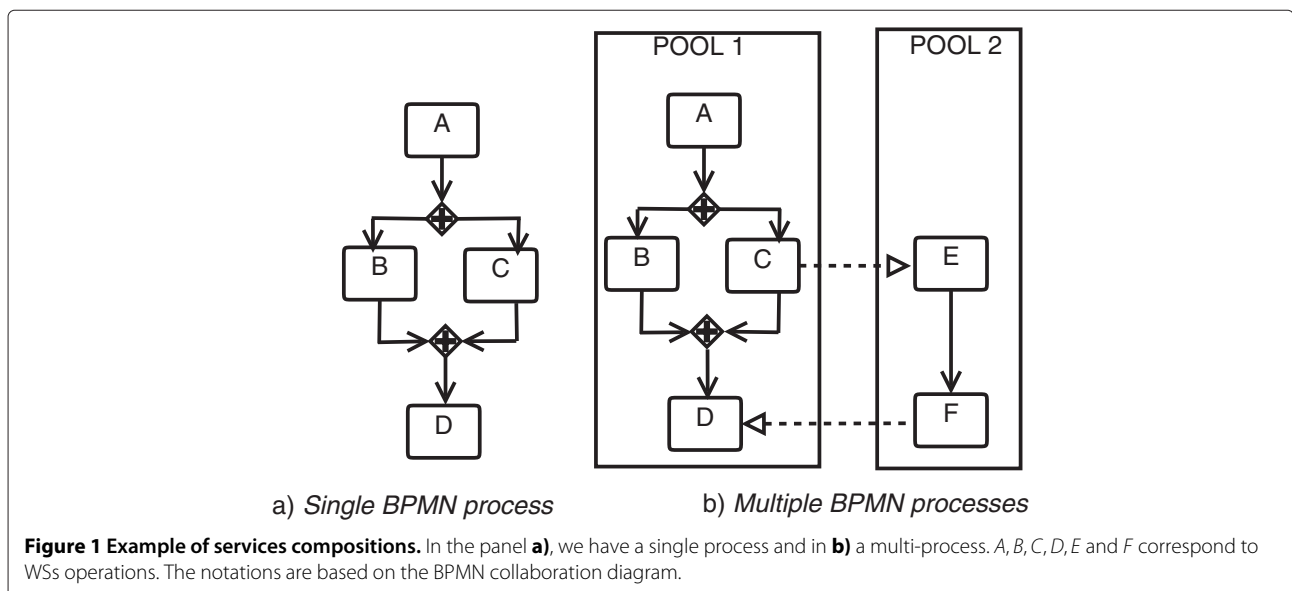 POOL 1
POOL 2
A
A
B
C
B
C
E
D
D
F
a) Single BPMN process
b) Multiple BPMN processes
Figure 1 Example of services compositions. In the panel a), we have a single process and in b) a multi-process. A, B, C, D, E and F correspond to
WSs operations. The notations are based on the BPMN collaboration diagram.